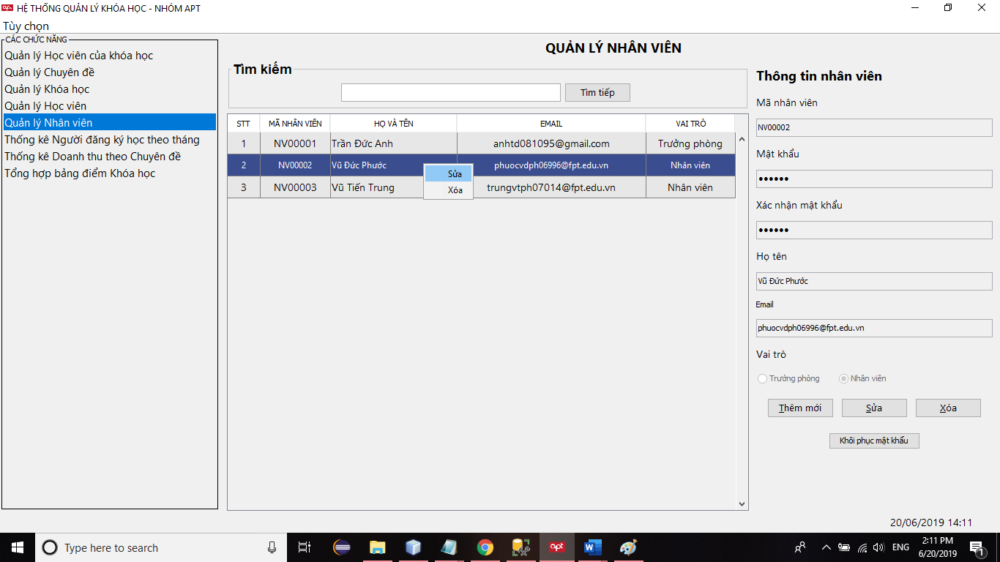 apt HỆ THỐNG QUẢN LÝ KHÓA HỌC - NHÓM APT
Tùy chọn
CÁC CHỨC NĂNG
Quản lý Học viên của khóa học
Quản lý Chuyên đề
Quản lý Khóa học
Quản lý Học viên
Quản lý Nhân viên
Thống kê Người đăng ký học theo tháng
Thống kê Doanh thu theo Chuyên đề
Tổng hợp bảng điểm Khóa học
QUẢN LÝ NHÂN VIÊN
Tìm kiếm
Tìm tiếp
STT MÃ NHÂN VIÊN HỌ VÀ TÊN EMAIL VAI TRÒ
1 NV00001 Trần Đức Anh anhtd081095@gmail.com Trưởng phòng
2 NV00002 Vũ Đức Phước phuocvdph06996@fpt.edu.vn Nhân viên
3 NV00003 Vũ Tiến Trung trungvtph07014@fpt.edu.vn Nhân viên
Sửa
Xóa
Thông tin nhân viên
Mã nhân viên
NV00002
Mật khẩu
••••••
Xác nhận mật khẩu
••••••
Họ tên
Vũ Đức Phước
Email
phuocvdph06996@fpt.edu.vn
Vai trò
Trưởng phòng Nhân viên
Thêm mới Sửa Xóa
Khôi phục mật khẩu
20/06/2019 14:11
Type here to search
apt
W
ENG
2:11 PM
6/20/2019
1